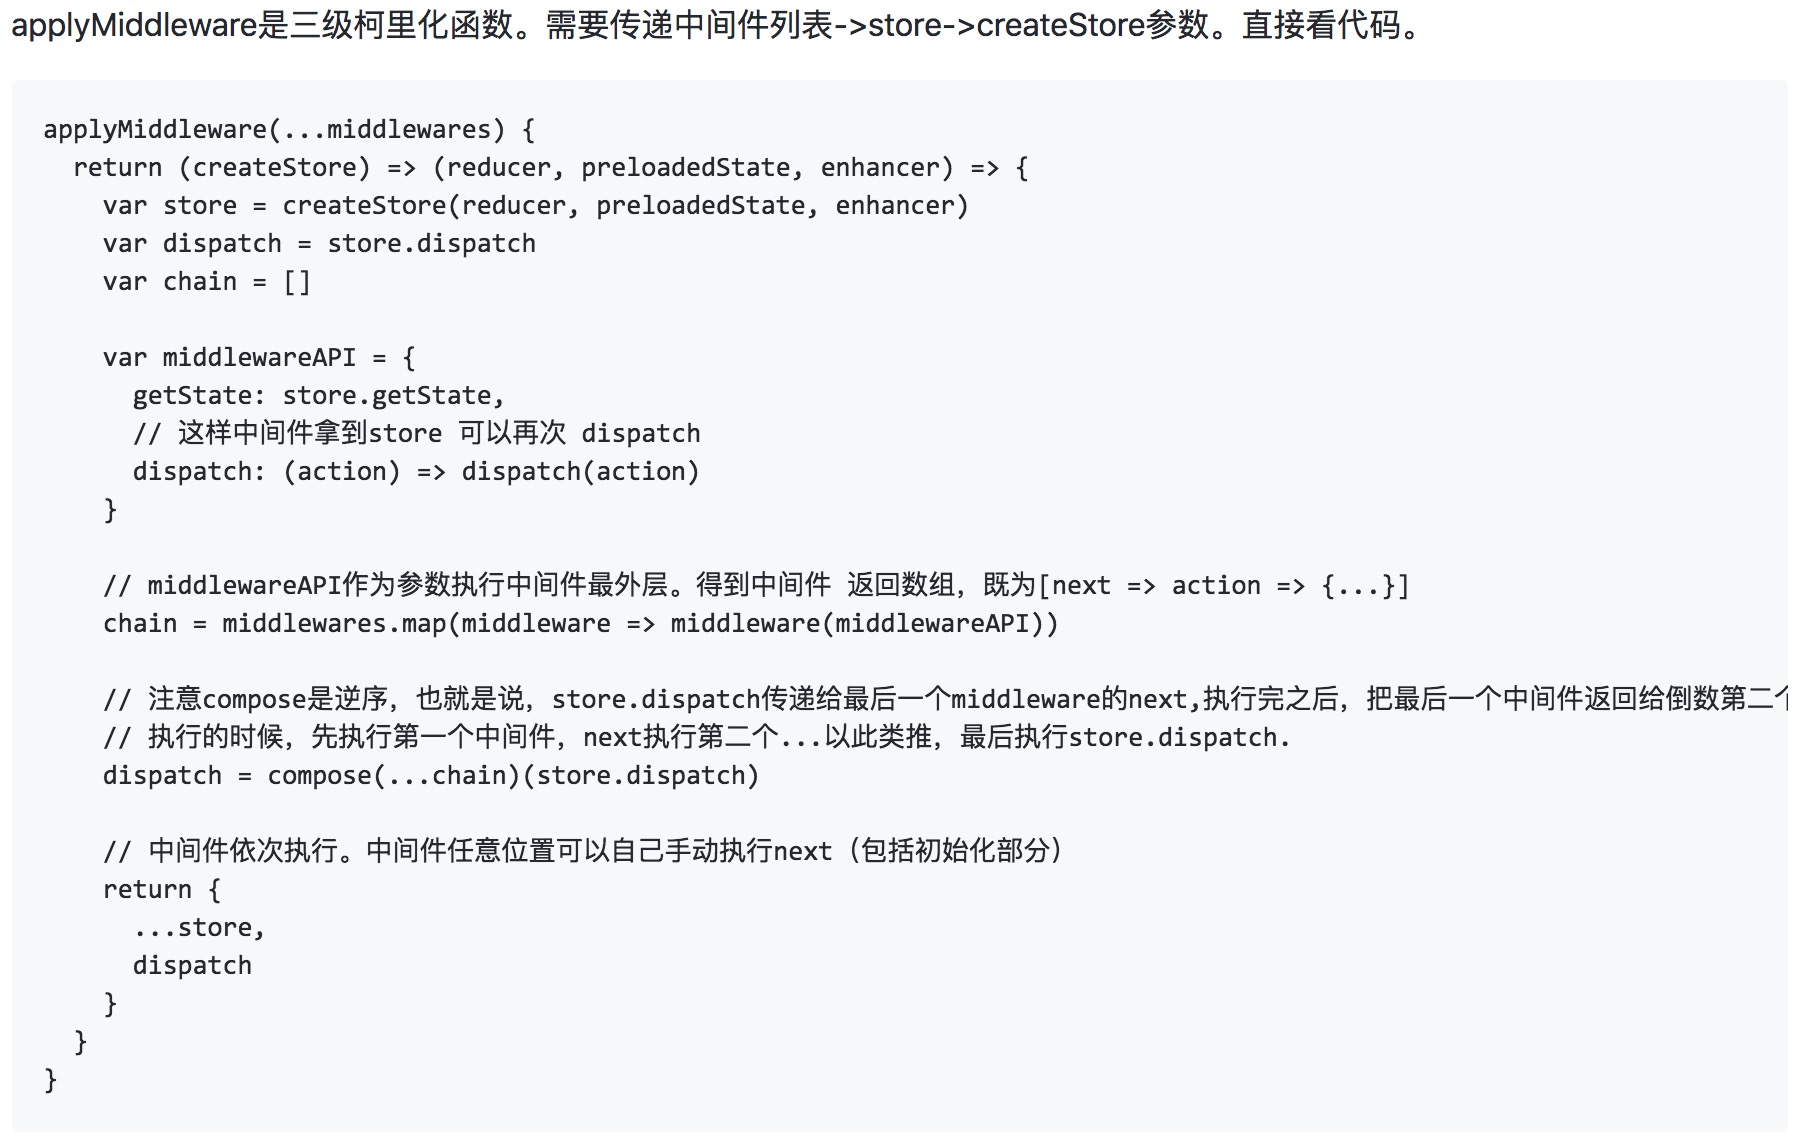 applyMiddleware是三级柯里化函数。需要传递中间件列表->store->createStore参数。直接看代码。
applyMiddleware(...middlewares) {
  return (createStore) => (reducer, preloadedState, enhancer) => {
    var store = createStore(reducer, preloadedState, enhancer)
    var dispatch = store.dispatch
    var chain = []

    var middlewareAPI = {
      getState: store.getState,
      // 这样中间件拿到store 可以再次 dispatch
      dispatch: (action) => dispatch(action)
    }

    // middlewareAPI作为参数执行中间件最外层。得到中间件 返回数组，既为[next => action => {...}]
    chain = middlewares.map(middleware => middleware(middlewareAPI))

    // 注意compose是逆序，也就是说，store.dispatch传递给最后一个middleware的next,执行完之后，把最后一个中间件返回给倒数第二
    // 执行的时候，先执行第一个中间件，next执行第二个...以此类推，最后执行store.dispatch.
    dispatch = compose(...chain)(store.dispatch)

    // 中间件依次执行。中间件任意位置可以自己手动执行next（包括初始化部分）
    return {
      ...store,
      dispatch
    }
  }
}